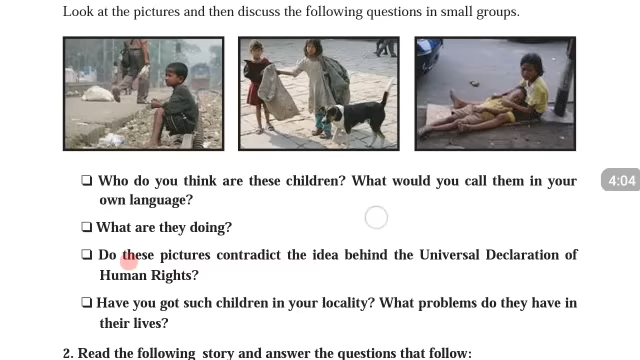 Look at the pictures and then discuss the following questions in small groups.
❏ Who do you think are these children? What would you call them in your
own language?
4:04
❏ What are they doing?
❏ Do these pictures contradict the idea behind the Universal Declaration of
Human Rights?
❏ Have you got such children in your locality? What problems do they have in
their lives?
2. Read the following story and answer the questions that follow: